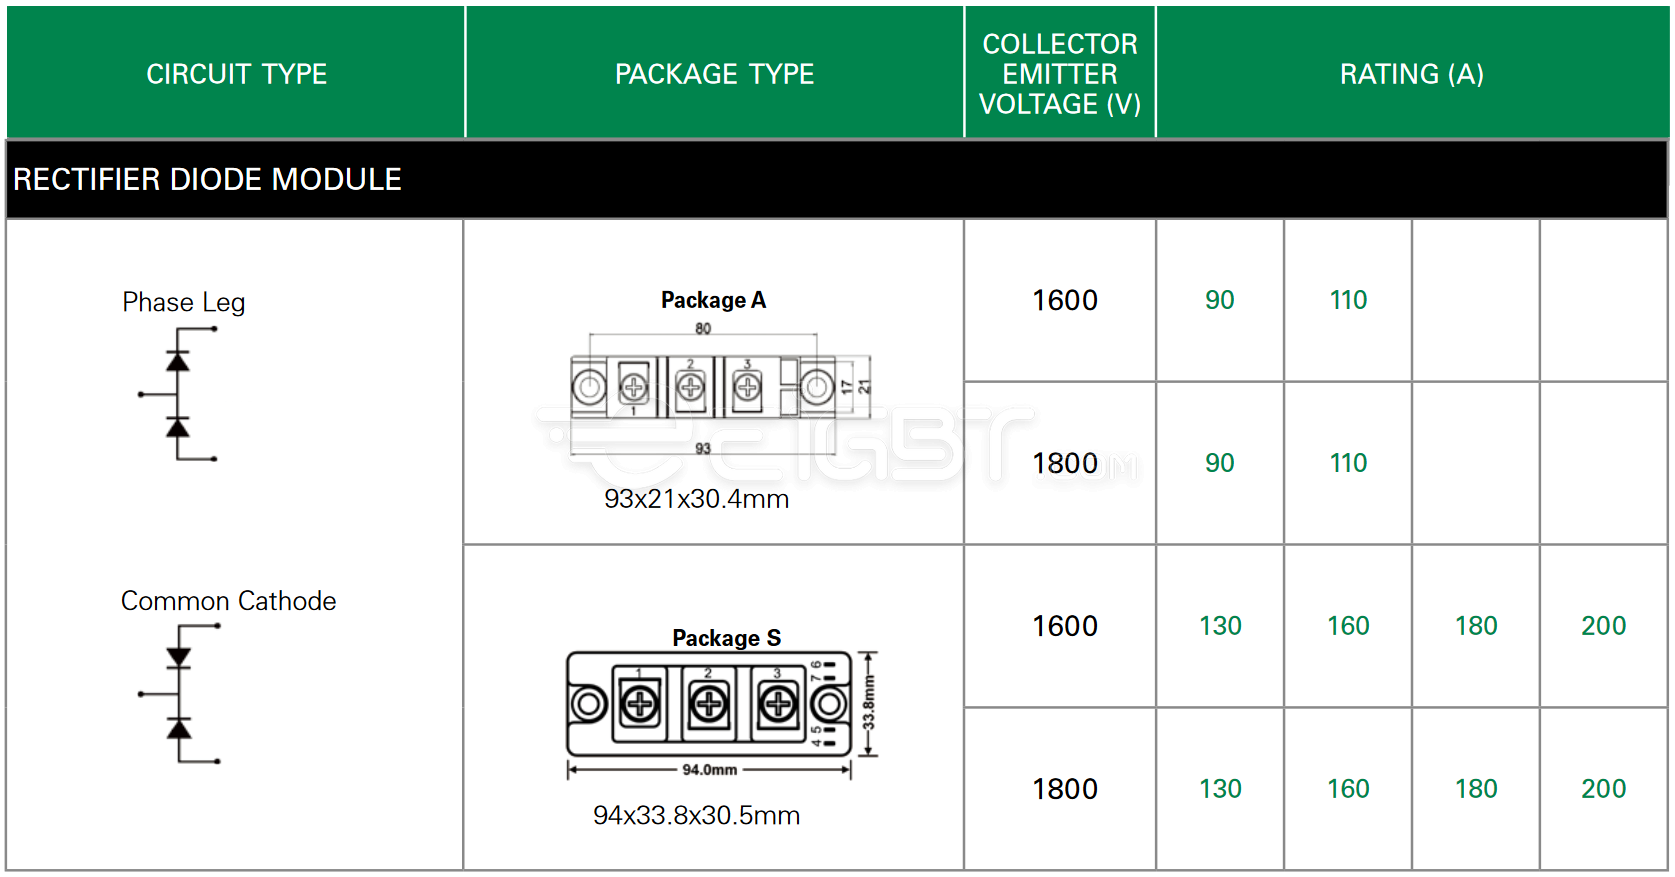 CIRCUIT TYPE
PACKAGE TYPE
COLLECTOR
EMITTER
VOLTAGE (V)
RATING (A)
RECTIFIER DIODE MODULE
Phase Leg
Package A
80
1
2
3
17
21
93
93x21x30.4mm
1600
90
110
1800
90
110
Common Cathode
Package S
1
2
3
6
7
5
4
33.8mm
94.0mm
94x33.8x30.5mm
1600
130
160
180
200
1800
130
160
180
200